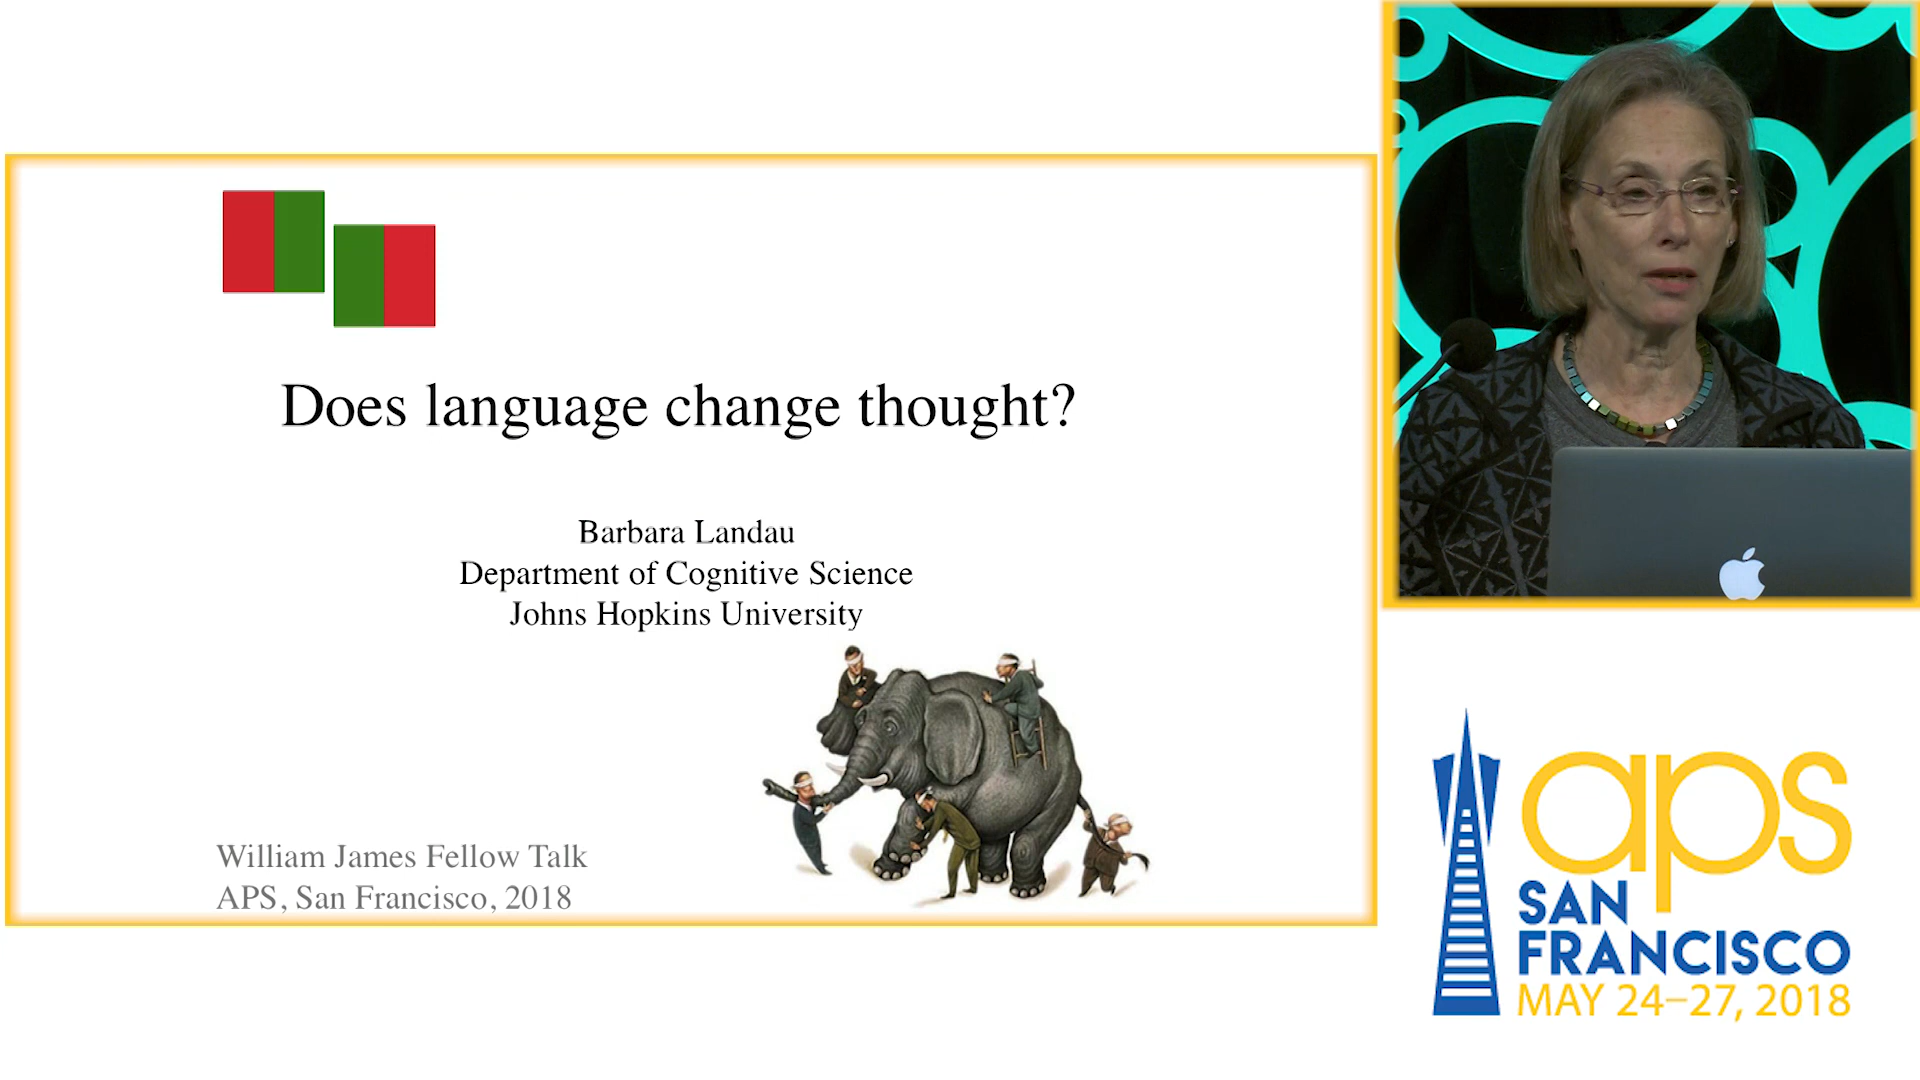 Does language change thought?
Barbara Landau
Department of Cognitive Science
Johns Hopkins University
William James Fellow Talk
APS, San Francisco, 2018
aps
SAN
FRANCISCO
MAY 24–27, 2018